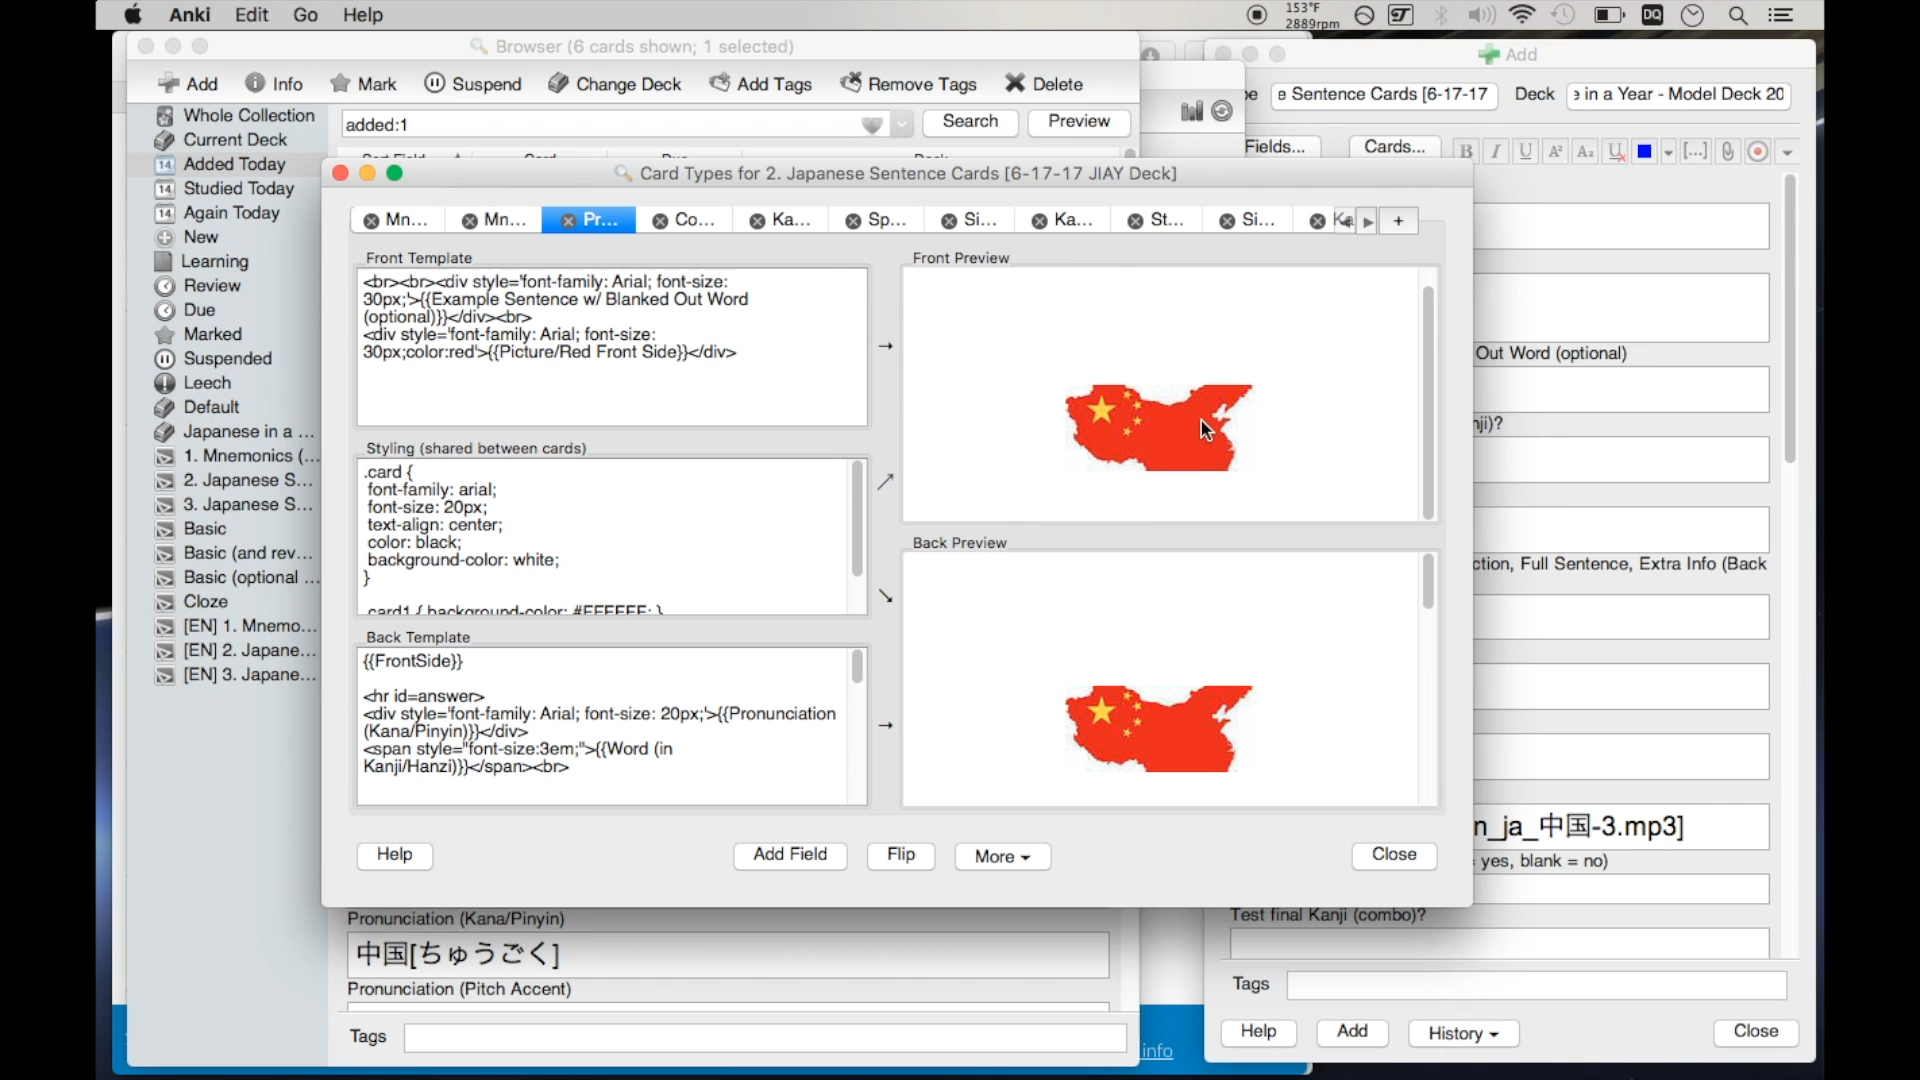 Anki Edit Go Help
153°F
2889rpm
DQ
Browser (6 cards shown; 1 selected)
Add Info Mark Suspend Change Deck Add Tags Remove Tags Delete
Whole Collection
Current Deck
Added Today
Studied Today
Again Today
New
Learning
Review
Due
Marked
Suspended
Leech
Default
Japanese in a ...
1. Mnemonics (...
2. Japanese S...
3. Japanese S...
Basic
Basic (and rev...
Basic (optional ...
Cloze
[EN] 1. Mnemo...
[EN] 2. Japane...
[EN] 3. Japane...
added:1
Search Preview
Card Types for 2. Japanese Sentence Cards [6-17-17 JIAY Deck]
Mn... Mn... Pr... Co... Ka... Sp... Si... Ka... St... Si... Ka +
Front Template
<br><br><div style='font-family: Arial; font-size:
30px;'>{{Example Sentence w/ Blanked Out Word
(optional)}}</div><br>
<div style='font-family: Arial; font-size:
30px;color:red'>{{Picture/Red Front Side}}</div>
Styling (shared between cards)
.card {
font-family: arial;
font-size: 20px;
text-align: center;
color: black;
background-color: white;
}
card1 { background-color: #FFFFFF; }
Back Template
{{FrontSide}}
<hr id=answer>
<div style='font-family: Arial; font-size: 20px;'>{{Pronunciation
(Kana/Pinyin)}}</div>
<span style="font-size:3em;">{{Word (in
Kanji/Hanzi)}}</span><br>
Front Preview
Back Preview
Help Add Field Flip More Close
Pronunciation (Kana/Pinyin)
中国[ちゅうごく]
Pronunciation (Pitch Accent)
Tags
info
Add
Sentence Cards [6-17-17 Deck in a Year - Model Deck 20
Fields... Cards... B I U A² A₂ U [...]
Out Word (optional)
ction, Full Sentence, Extra Info (Back
n_ja_中国-3.mp3]
yes, blank = no)
Test final Kanji (combo)?
Tags
Help Add History Close